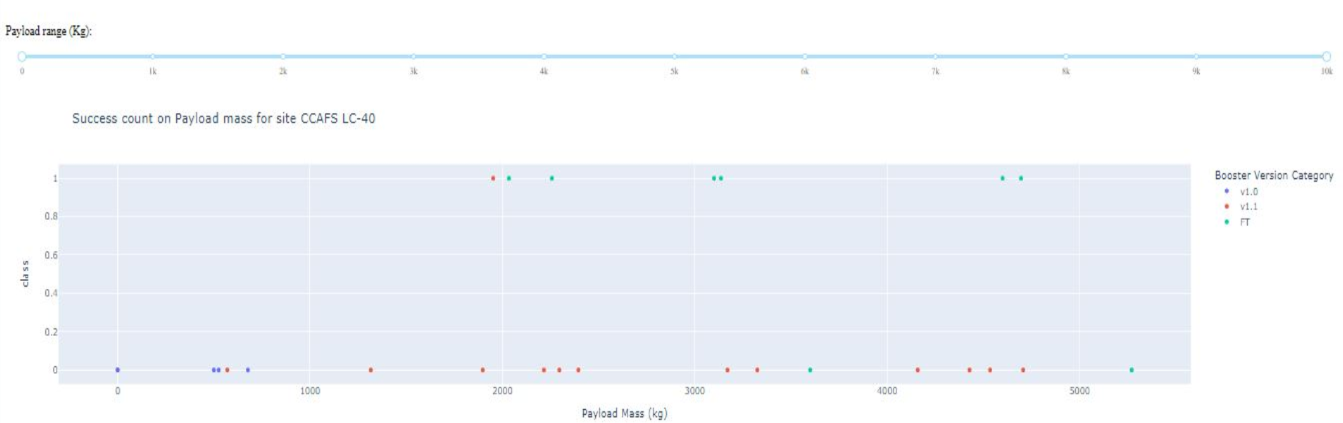 Payload range (Kg):
0 1k 2k 3k 4k 5k 6k 7k 8k 9k 10k
Success count on Payload mass for site CCAFS LC-40
Booster Version Category
v1.0
v1.1
FT
class
1
0.8
0.6
0.4
0.2
0
0 1000 2000 3000 4000 5000
Payload Mass (kg)